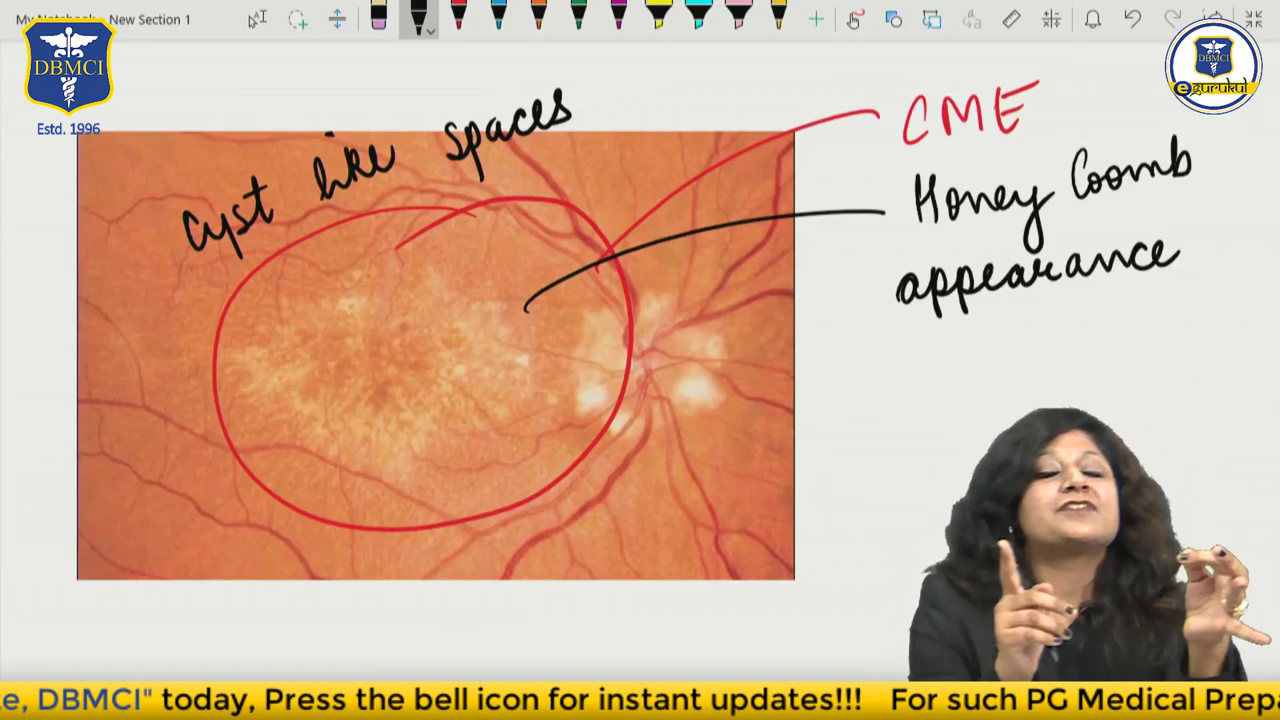 My Notebook - New Section 1
DBMCI
Estd. 1996
DBMCI
egurukul
Cyst like spaces
CME
Honey Coomb
appearance
te, DBMCI" today, Press the bell icon for instant updates!!! For such PG Medical Prepa